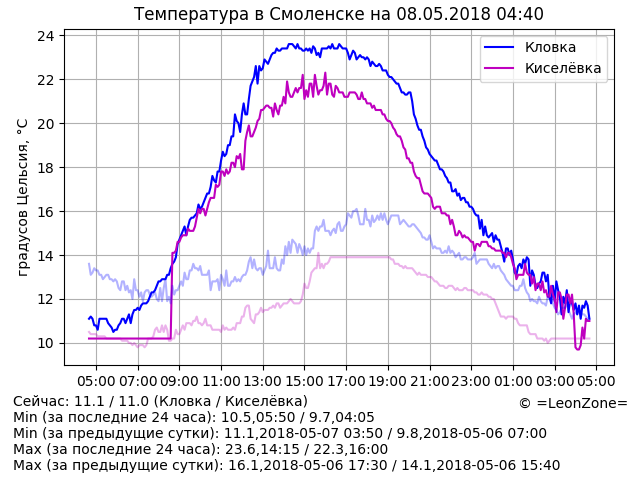 Температура в Смоленске на 08.05.2018 04:40
градусов Цельсия, °C
24
22
20
18
16
14
12
10
Кловка
Киселёвка
05:00 07:00 09:00 11:00 13:00 15:00 17:00 19:00 21:00 23:00 01:00 03:00 05:00
Сейчас: 11.1 / 11.0 (Кловка / Киселёвка)
© =LeonZone=
Min (за последние 24 часа): 10.5,05:50 / 9.7,04:05
Min (за предыдущие сутки): 11.1,2018-05-07 03:50 / 9.8,2018-05-06 07:00
Max (за последние 24 часа): 23.6,14:15 / 22.3,16:00
Max (за предыдущие сутки): 16.1,2018-05-06 17:30 / 14.1,2018-05-06 15:40